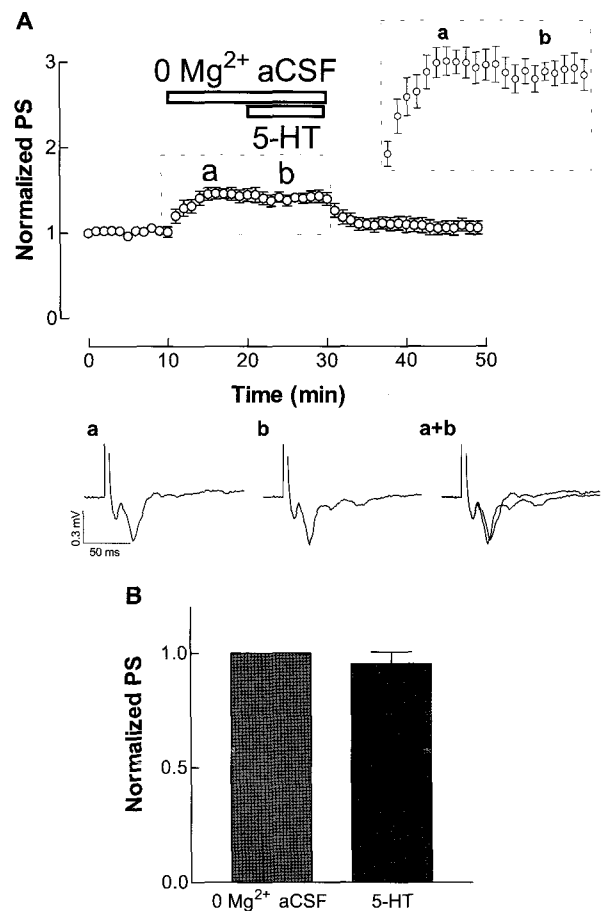 A
a
b
3
2
1
0
Normalized PS
0 Mg2+ aCSF
5-HT
a
b
0
10
20
30
40
50
Time (min)
a
b
a+b
0.3 mV
50 ms
B
Normalized PS
1.0
0.5
0.0
0 Mg2+ aCSF
5-HT